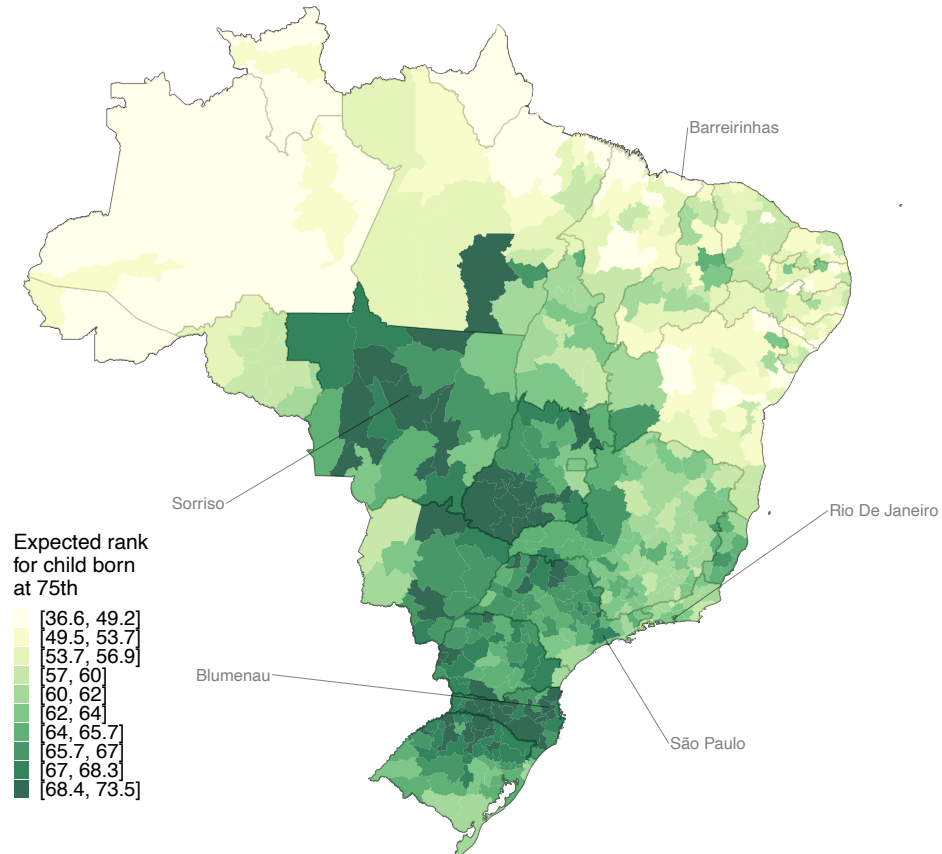 Barreirinhas
Sorriso
Rio De Janeiro
Expected rank
for child born
at 75th
[36.6, 49.2]
[49.5, 53.7]
[53.7, 56.9]
[57, 60]
[60, 62]
[62, 64]
[64, 65.7]
[65.7, 67]
[67, 68.3]
[68.4, 73.5]
Blumenau
São Paulo